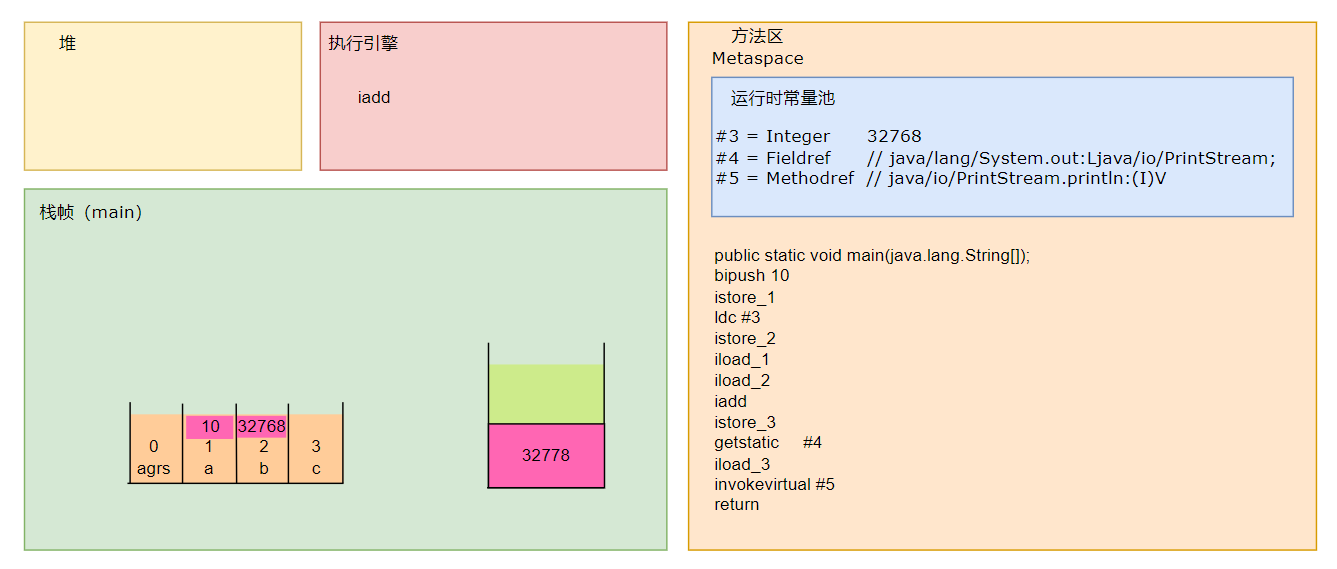 堆
执行引擎
iadd
方法区
Metaspace
运行时常量池
#3 = Integer 32768
#4 = Fieldref // java/lang/System.out:Ljava/io/PrintStream;
#5 = Methodref // java/io/PrintStream.println:(I)V
栈帧（main）
10 32768
0 1 2 3
agrs a b c
32778
public static void main(java.lang.String[]);
bipush 10
istore_1
ldc #3
istore_2
iload_1
iload_2
iadd
istore_3
getstatic #4
iload_3
invokevirtual #5
return